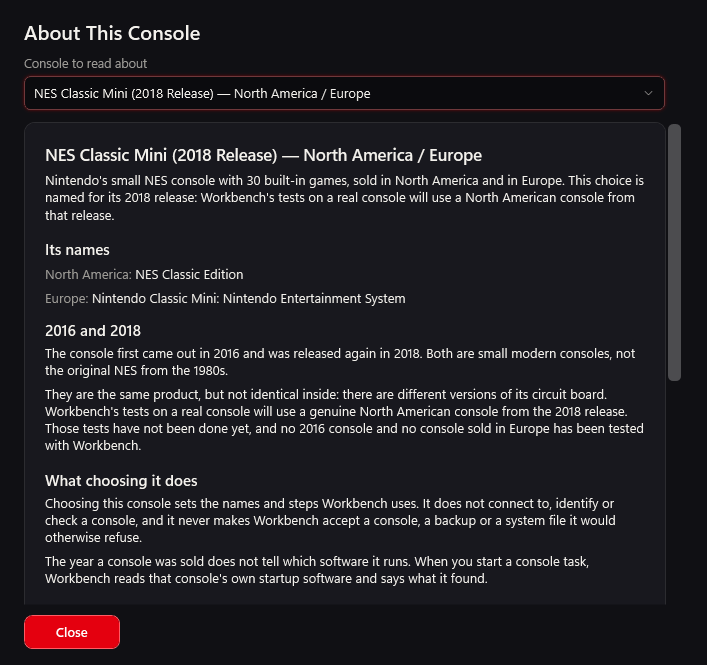 About This Console
Console to read about
NES Classic Mini (2018 Release) — North America / Europe
NES Classic Mini (2018 Release) — North America / Europe
Nintendo's small NES console with 30 built-in games, sold in North America and in Europe. This choice is
named for its 2018 release: Workbench's tests on a real console will use a North American console from
that release.
Its names
North America: NES Classic Edition
Europe: Nintendo Classic Mini: Nintendo Entertainment System
2016 and 2018
The console first came out in 2016 and was released again in 2018. Both are small modern consoles, not
the original NES from the 1980s.
They are the same product, but not identical inside: there are different versions of its circuit board.
Workbench's tests on a real console will use a genuine North American console from the 2018 release.
Those tests have not been done yet, and no 2016 console and no console sold in Europe has been tested
with Workbench.
What choosing it does
Choosing this console sets the names and steps Workbench uses. It does not connect to, identify or
check a console, and it never makes Workbench accept a console, a backup or a system file it would
otherwise refuse.
The year a console was sold does not tell which software it runs. When you start a console task,
Workbench reads that console's own startup software and says what it found.
Close